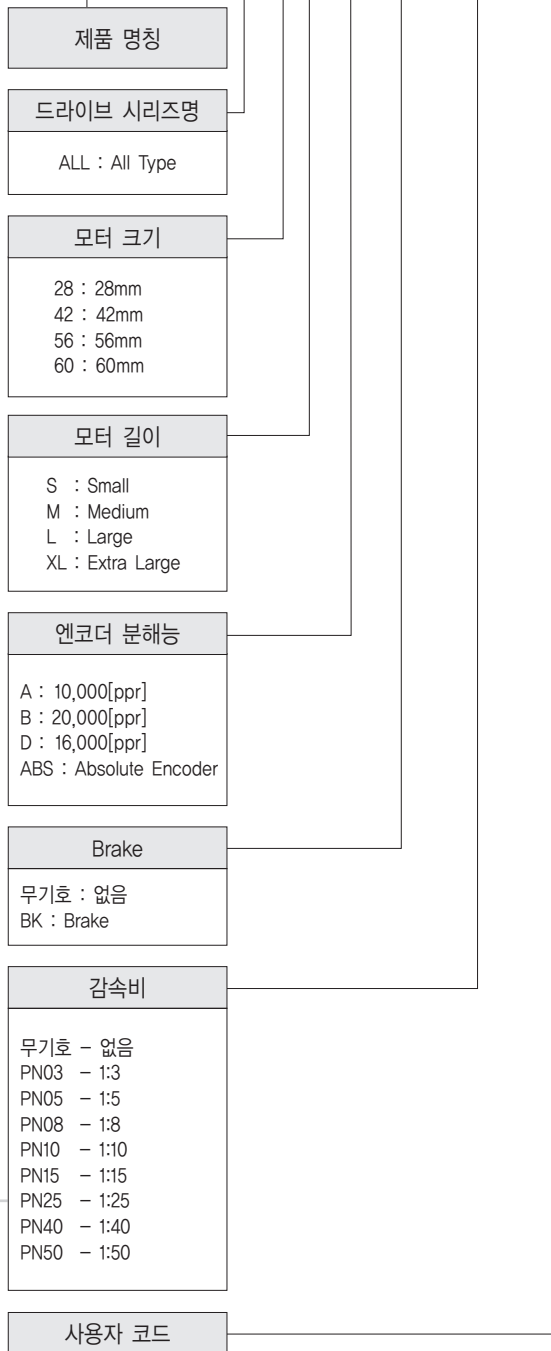 제품 명칭
드라이브 시리즈명
ALL : All Type
모터 크기
28 : 28mm
42 : 42mm
56 : 56mm
60 : 60mm
모터 길이
S : Small
M : Medium
L : Large
XL : Extra Large
엔코더 분해능
A : 10,000[ppr]
B : 20,000[ppr]
D : 16,000[ppr]
ABS : Absolute Encoder
Brake
무기호 : 없음
BK : Brake
감속비
무기호 - 없음
PN03 - 1:3
PN05 - 1:5
PN08 - 1:8
PN10 - 1:10
PN15 - 1:15
PN25 - 1:25
PN40 - 1:40
PN50 - 1:50
사용자 코드